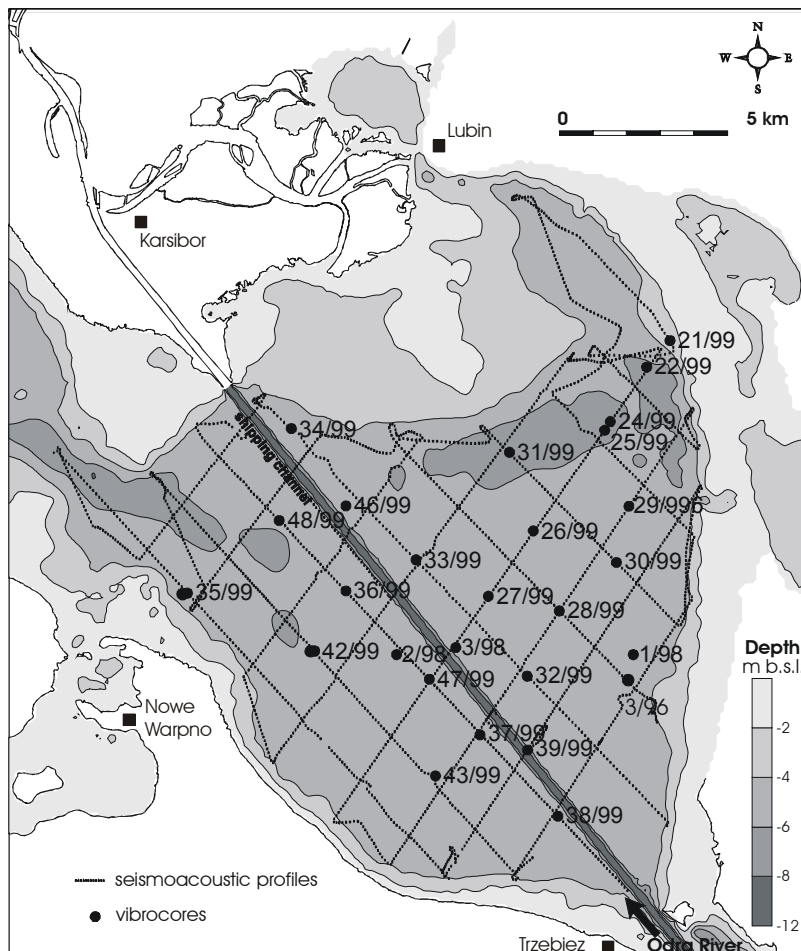 N
W E
S
0 5 km
Lubin
Karsibor
21/99
22/99
24/99
25/99
34/99
shipping channel
31/99
46/99
29/99
48/99
26/99
33/99
30/99
35/99
36/99
27/99
28/99
42/99
2/98
3/98
1/98
47/99
32/99
3/96
Depth
m b.s.l.
-2
-4
-6
-8
-12
Nowe
Warpno
37/99
39/99
43/99
38/99
seismoacoustic profiles
vibrocores
Trzebiez
Odra River